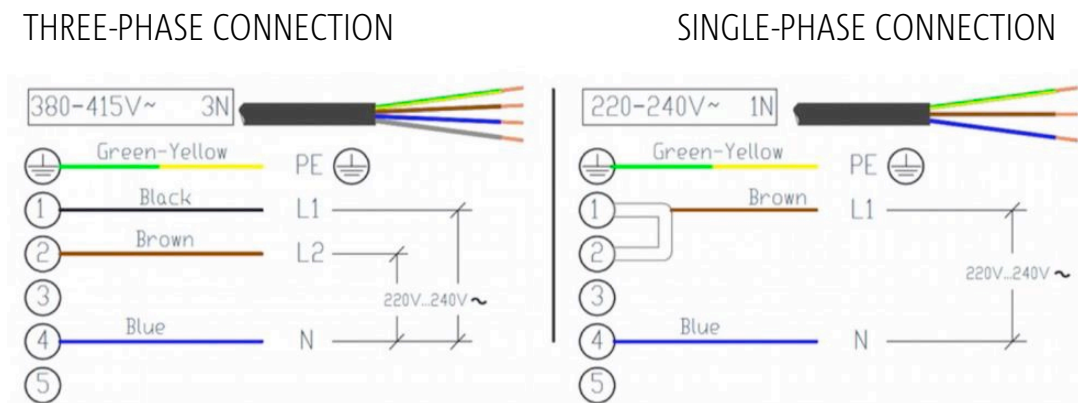 THREE-PHASE CONNECTION
380-415V~ 3N
Green-Yellow PE
1 Black L1
2 Brown L2
3
220V...240V ~
4 Blue N
5
SINGLE-PHASE CONNECTION
220-240V~ 1N
Green-Yellow PE
1 Brown L1
2
220V...240V ~
3
4 Blue N
5